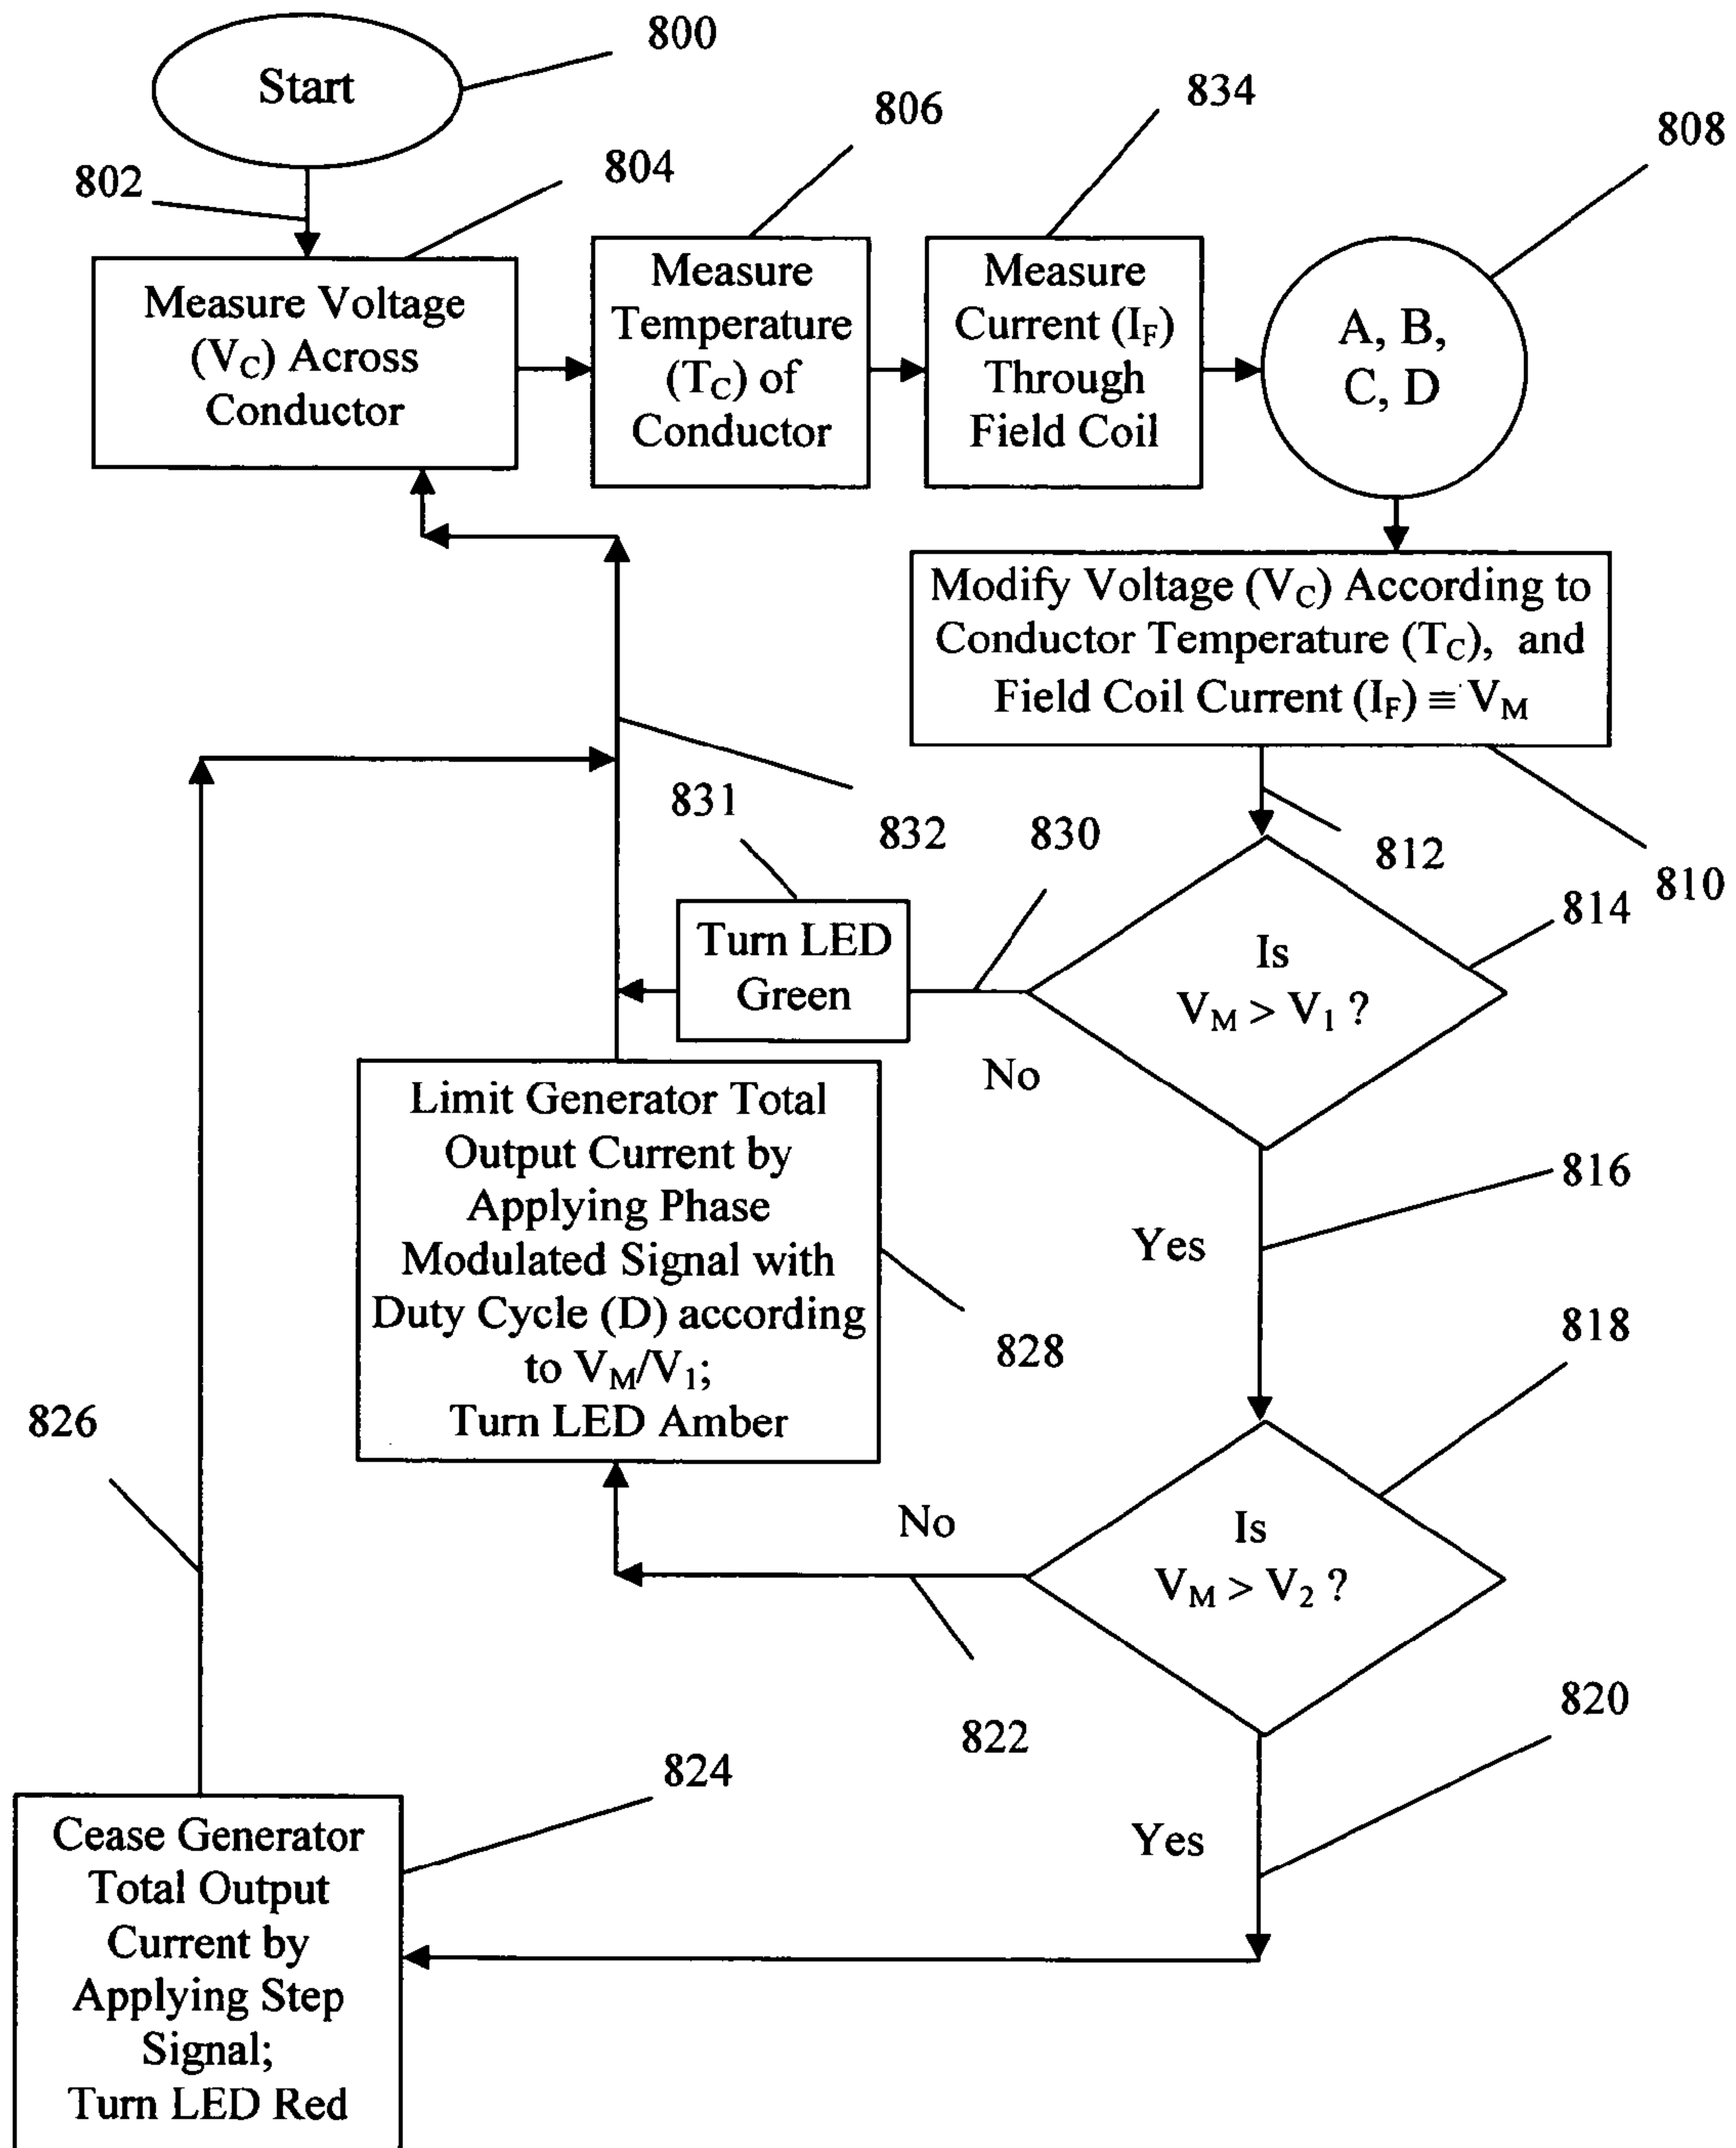 Start
800
802
804
Measure Voltage
(VC) Across
Conductor
806
Measure
Temperature
(TC) of
Conductor
834
Measure
Current (IF)
Through
Field Coil
808
A, B,
C, D
Modify Voltage (VC) According to
Conductor Temperature (TC), and
Field Coil Current (IF) ≡ VM
810
812
814
Is
VM > V1 ?
No
830
831
Turn LED
Green
832
Yes
816
Limit Generator Total
Output Current by
Applying Phase
Modulated Signal with
Duty Cycle (D) according
to VM/V1;
Turn LED Amber
828
818
Is
VM > V2 ?
No
822
Yes
820
826
824
Cease Generator
Total Output
Current by
Applying Step
Signal;
Turn LED Red